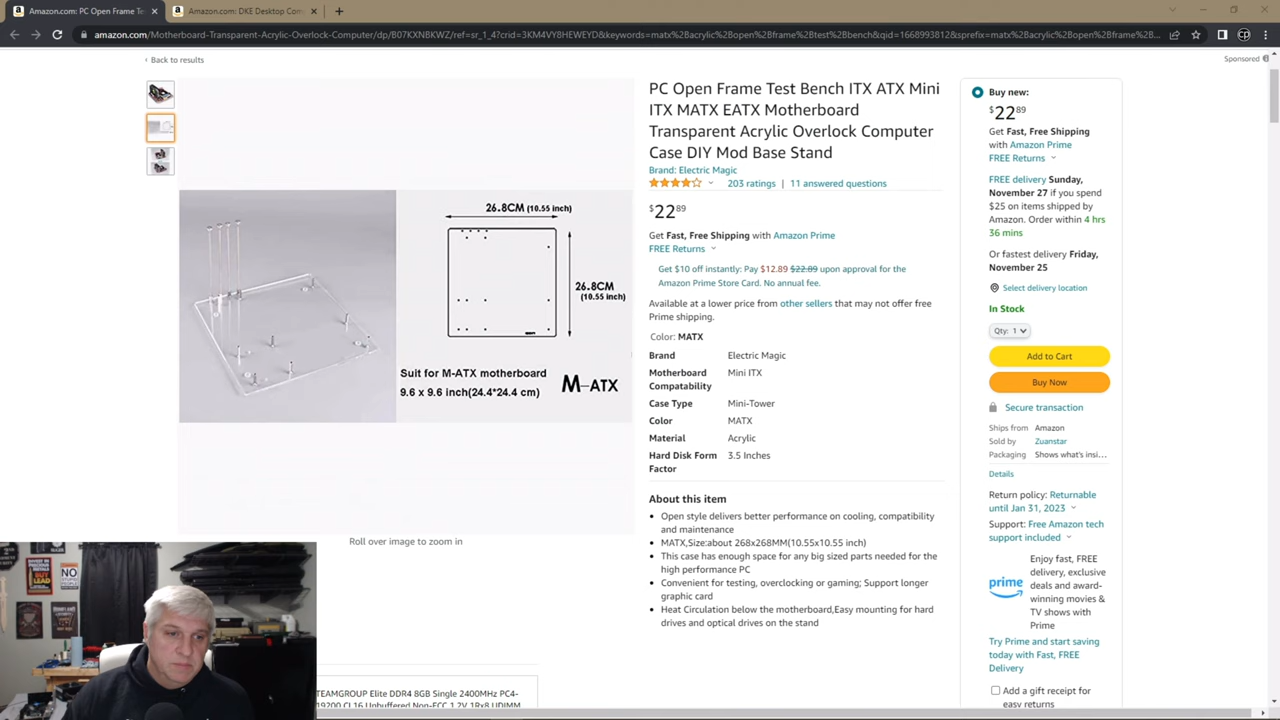 Amazon.com: PC Open Frame Te
Amazon.com: DKE Desktop Com
amazon.com/Motherboard-Transparent-Acrylic-Overlock-Computer/dp/B07KXNBKWZ/ref=sr_1_4?crid=3KM4VY8HEWEYD&keywords=matx%2Bacrylic%2Bopen%2Bframe%2Btest%2Bbench&qid=1668993812&sprefix=matx%2Bacrylic%2Bopen%2Bframe%2B...
‹ Back to results
Sponsored
PC Open Frame Test Bench ITX ATX Mini
ITX MATX EATX Motherboard
Transparent Acrylic Overlock Computer
Case DIY Mod Base Stand
Brand: Electric Magic
203 ratings | 11 answered questions
$22 89
Get Fast, Free Shipping with Amazon Prime
FREE Returns
Get $10 off instantly: Pay $12.89 $22.89 upon approval for the
Amazon Prime Store Card. No annual fee.
Available at a lower price from other sellers that may not offer free
Prime shipping.
Color: MATX
Brand Electric Magic
Motherboard Mini ITX
Compatability
Case Type Mini-Tower
Color MATX
Material Acrylic
Hard Disk Form 3.5 Inches
Factor
About this item
• Open style delivers better performance on cooling, compatibility
and maintenance
• MATX,Size:about 268x268MM(10.55x10.55 inch)
• This case has enough space for any big sized parts needed for the
high performance PC
• Convenient for testing, overclocking or gaming; Support longer
graphic card
• Heat Circulation below the motherboard,Easy mounting for hard
drives and optical drives on the stand
26.8CM (10.55 inch)
26.8CM
(10.55 inch)
Suit for M-ATX motherboard
9.6 x 9.6 inch(24.4*24.4 cm)
M-ATX
Roll over image to zoom in
Buy new:
$22 89
Get Fast, Free Shipping
with Amazon Prime
FREE Returns
FREE delivery Sunday,
November 27 if you spend
$25 on items shipped by
Amazon. Order within 4 hrs
36 mins
Or fastest delivery Friday,
November 25
Select delivery location
In Stock
Qty: 1
Add to Cart
Buy Now
Secure transaction
Ships from Amazon
Sold by Zuanstar
Packaging Shows what's insi...
Details
Return policy: Returnable
until Jan 31, 2023
Support: Free Amazon tech
support included
prime
Enjoy fast, FREE
delivery, exclusive
deals and award-
winning movies &
TV shows with
Prime
Try Prime and start saving
today with Fast, FREE
Delivery
Add a gift receipt for
easy returns
TEAMGROUP Elite DDR4 8GB Single 2400MHz PC4-
19200 CL16 Unbuffered Non-ECC 1.2V 1Rx8 UDIMM
BUT
LEAD
NO
STUPID
PEOPLE